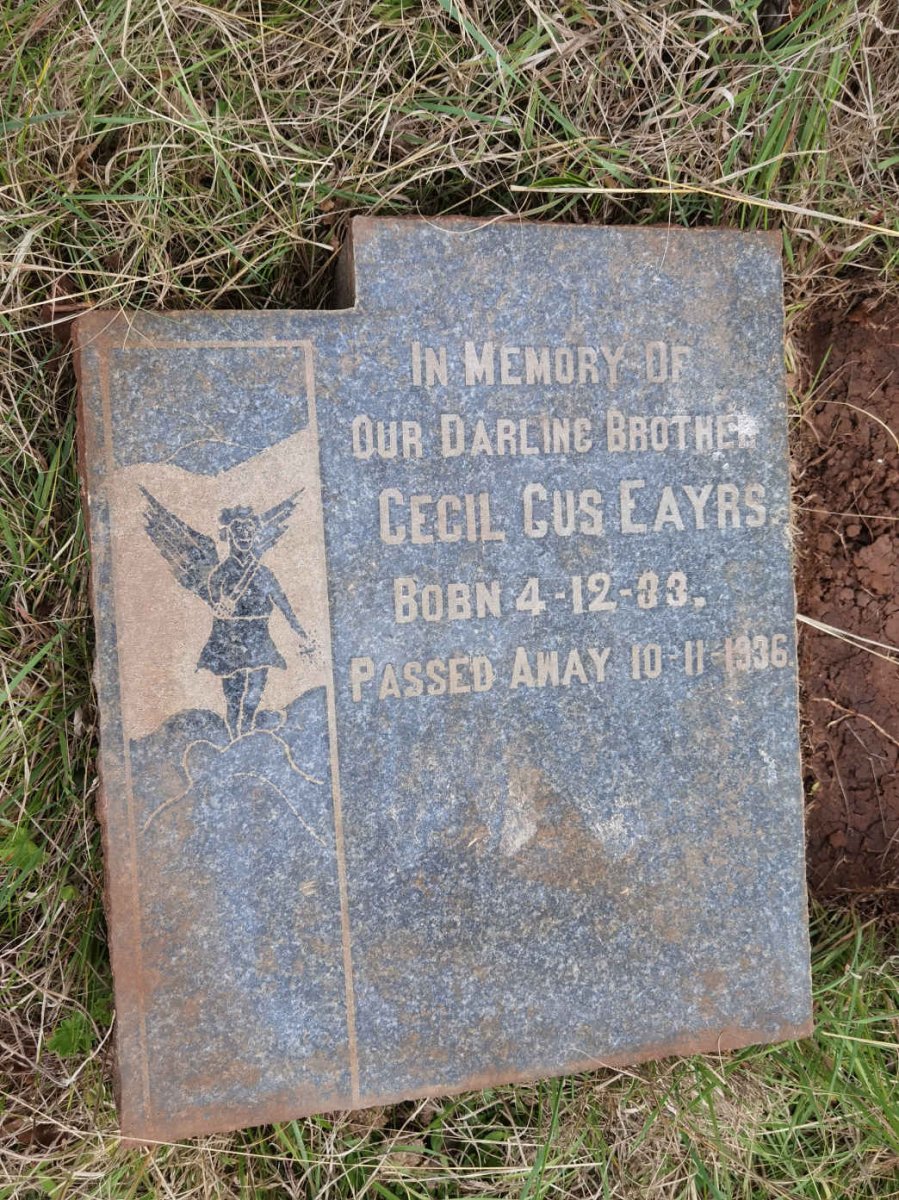 IN MEMORY OF
OUR DARLING BROTHER
CECIL GUS EAYRS.
BORN 4-12-33.
PASSED AWAY 10-11-1936.